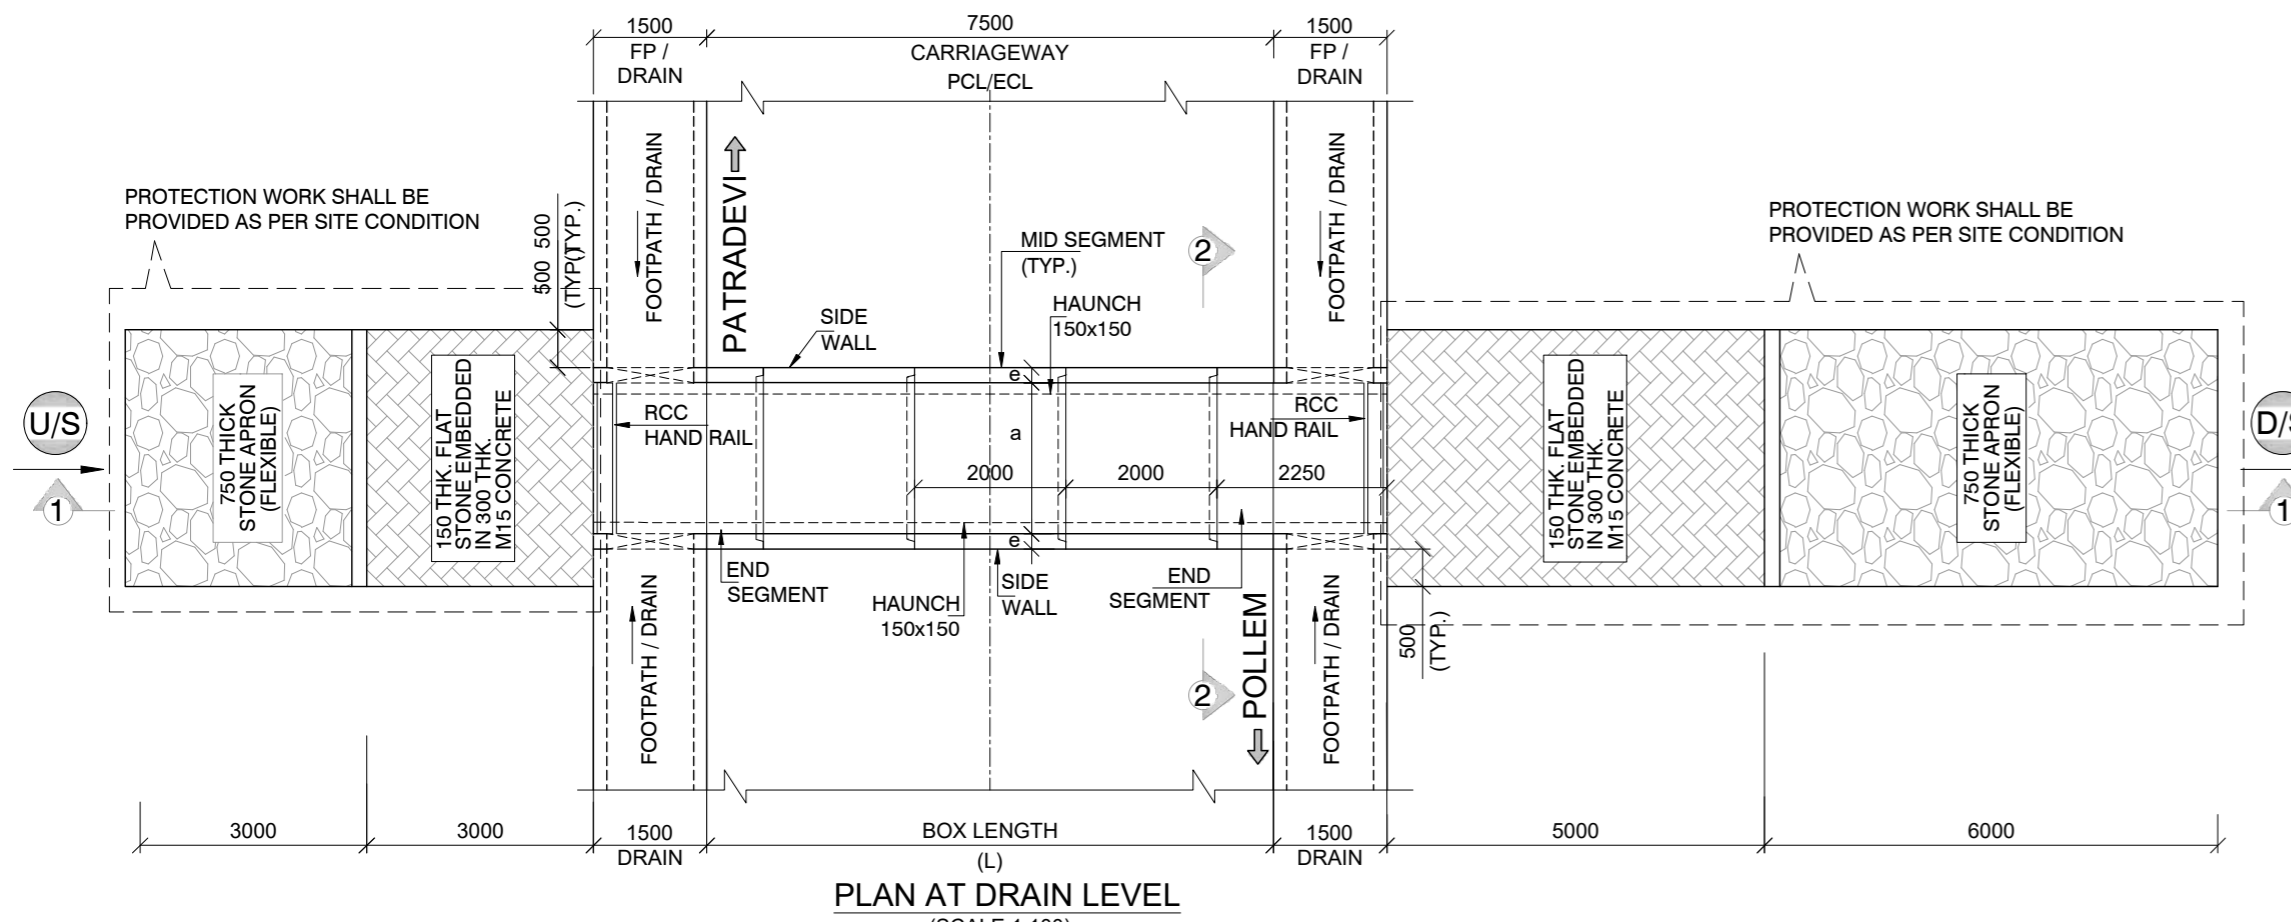 1500
7500
1500
FP /
DRAIN
CARRIAGEWAY
PCL/ECL
FP /
DRAIN
PROTECTION WORK SHALL BE
PROVIDED AS PER SITE CONDITION
500
(TYP.)
500
(TYP.)
FOOTPATH / DRAIN
PATRADEVI
MID SEGMENT
(TYP.)
2
FOOTPATH / DRAIN
PROTECTION WORK SHALL BE
PROVIDED AS PER SITE CONDITION
HAUNCH
150x150
SIDE
WALL
e
U/S
1
750 THICK
STONE APRON
(FLEXIBLE)
150 THK. FLAT
STONE EMBEDDED
IN 300 THK.
M15 CONCRETE
RCC
HAND RAIL
a
RCC
HAND RAIL
2000
2000
2250
150 THK. FLAT
STONE EMBEDDED
IN 300 THK.
M15 CONCRETE
750 THICK
STONE APRON
(FLEXIBLE)
D/S
1
e
END
SEGMENT
HAUNCH
150x150
SIDE
WALL
END
SEGMENT
FOOTPATH / DRAIN
2
POLLEM
FOOTPATH / DRAIN
500
(TYP.)
3000
3000
1500
DRAIN
BOX LENGTH
(L)
1500
DRAIN
5000
6000
PLAN AT DRAIN LEVEL